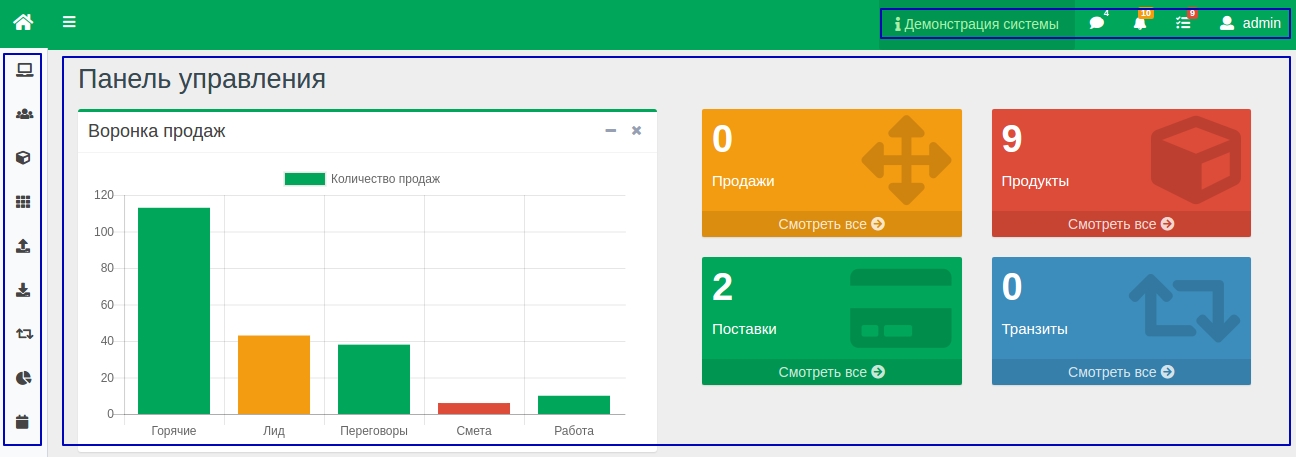 Демонстрация системы 4 10 9 admin
Панель управления
Воронка продаж
Количество продаж
120
100
80
60
40
20
0
Горячие Лид Переговоры Смета Работа
0
Продажи
Смотреть все
9
Продукты
Смотреть все
2
Поставки
Смотреть все
0
Транзиты
Смотреть все